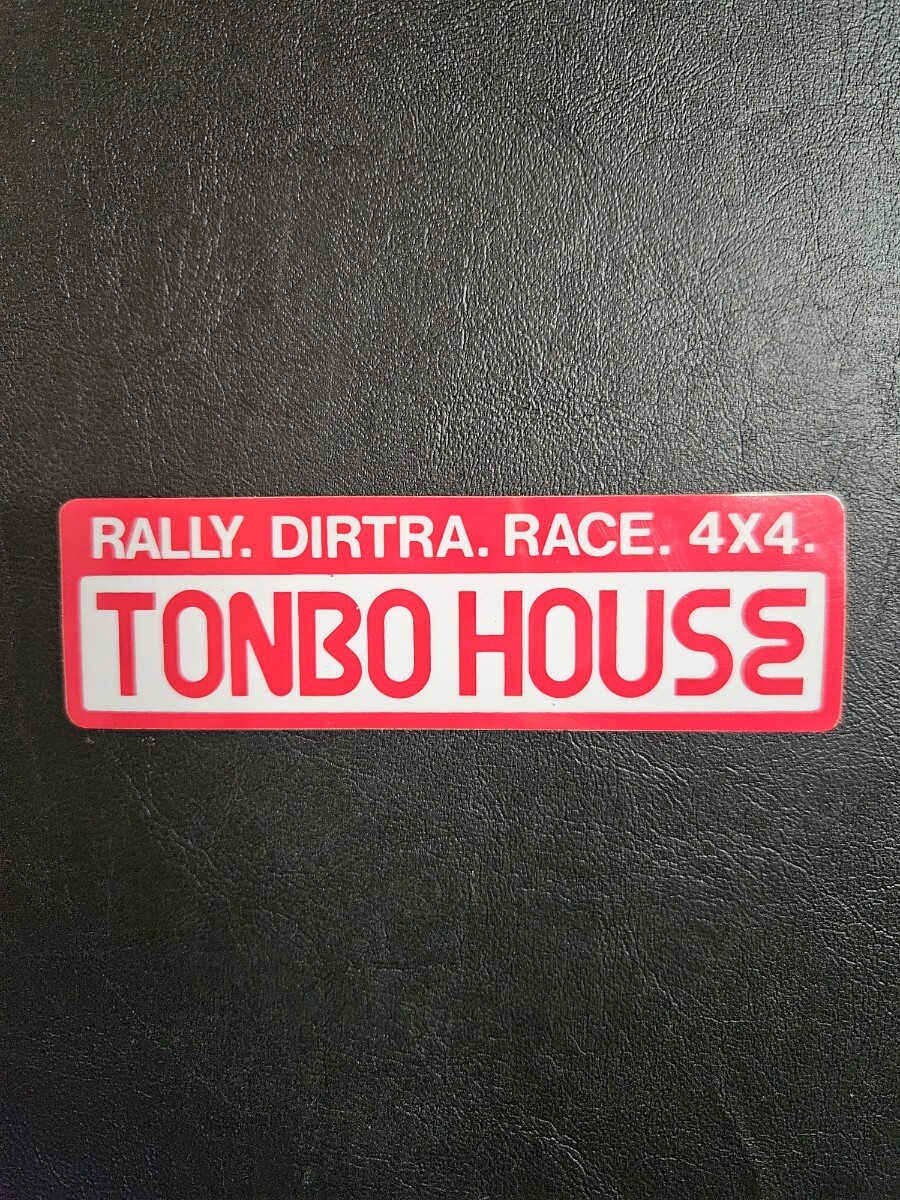 RALLY. DIRTRA. RACE. 4X4.
TONBO HOUSE